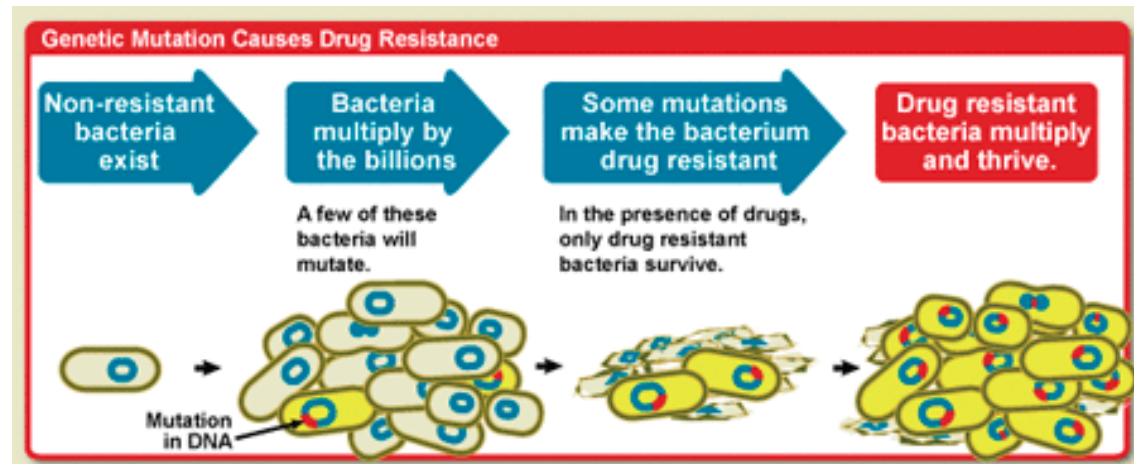 Genetic Mutation Causes Drug Resistance
Non-resistant
bacteria
exist
Bacteria
multiply by
the billions
Some mutations
make the bacterium
drug resistant
Drug resistant
bacteria multiply
and thrive.
A few of these
bacteria will
mutate.
In the presence of drugs,
only drug resistant
bacteria survive.
Mutation
in DNA